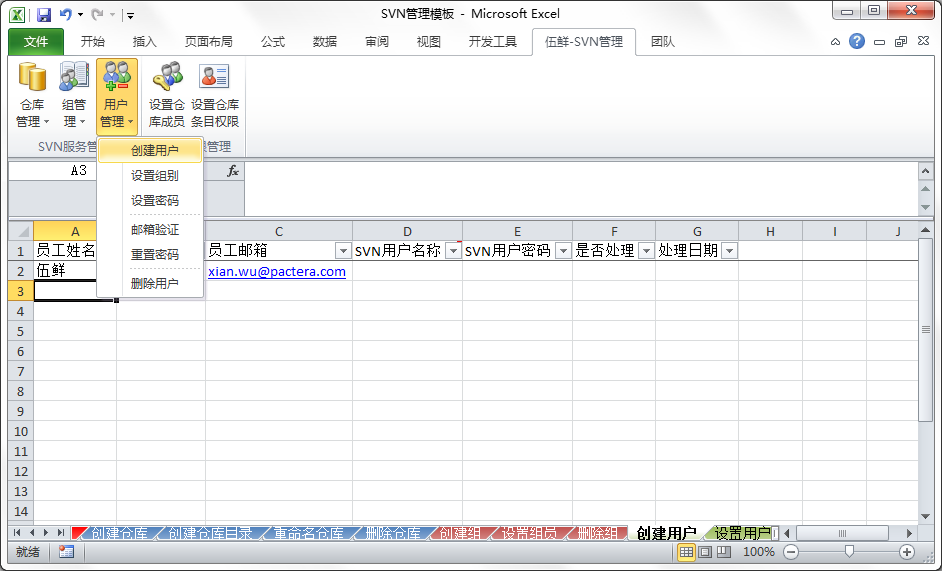 SVN管理模板 - Microsoft Excel
文件 开始 插入 页面布局 公式 数据 审阅 视图 开发工具 伍鲜-SVN管理 团队
仓库 组管 用户 设置仓 设置仓库
管理 理 管理 库成员 条目权限
SVN服务管 管理
创建用户
设置组别
设置密码
邮箱验证
重置密码
删除用户
A3 fx
A C D E F G H I J
1 员工姓名 员工邮箱 SVN用户名称 SVN用户密码 是否处理 处理日期
2 伍鲜 xian.wu@pactera.com
3
4
5
6
7
8
9
10
11
12
13
14
创建仓库 创建仓库目录 重命名仓库 删除仓库 创建组 设置组员 删除组 创建用户 设置用户
就绪 100%